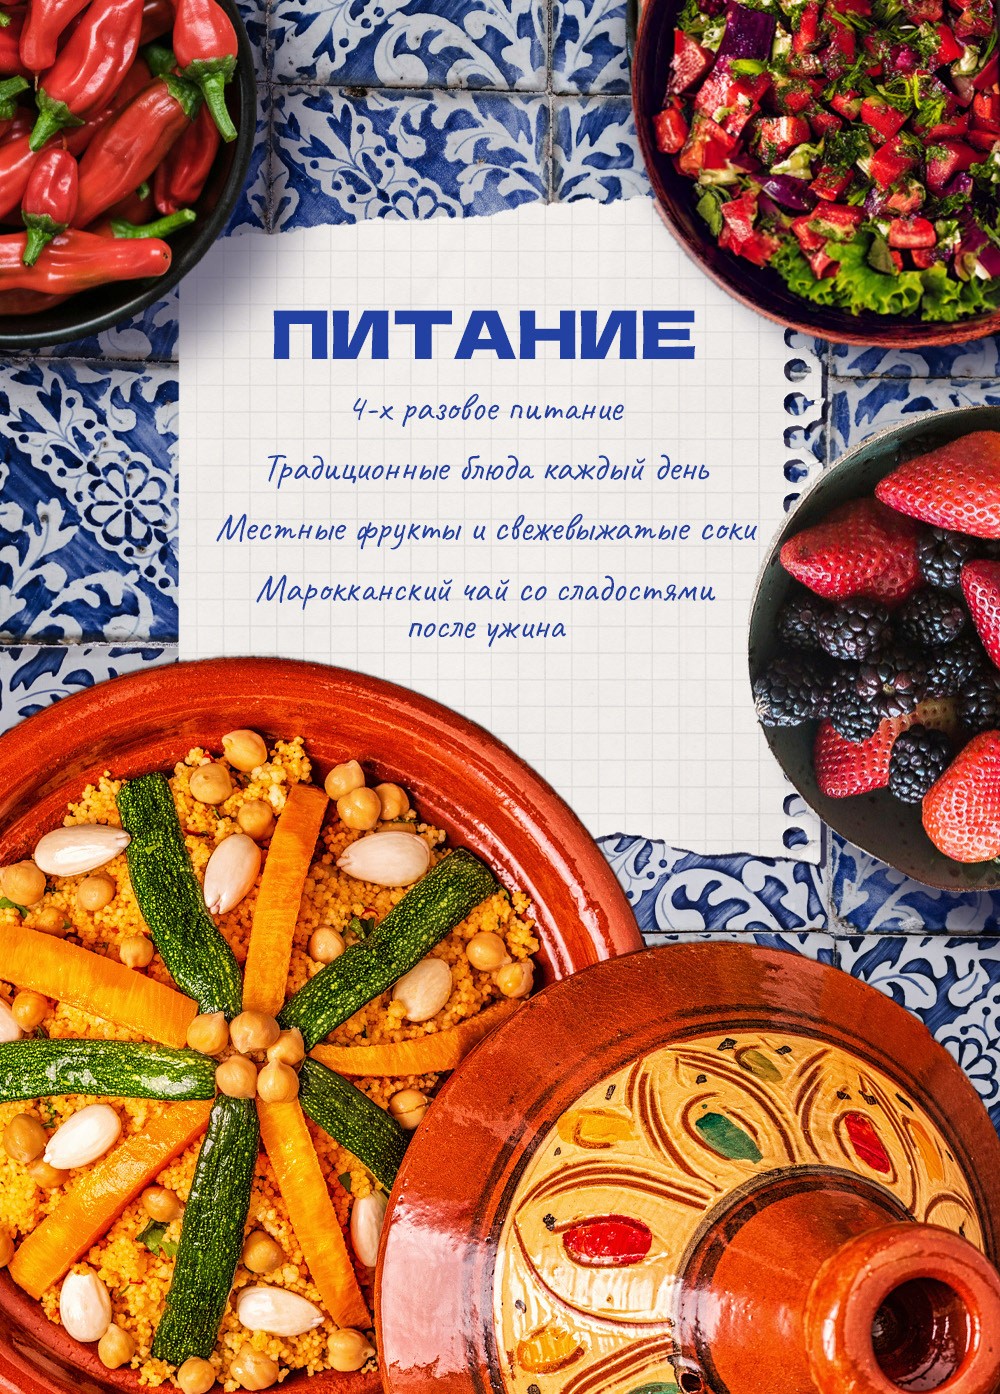 ПИТАНИЕ
4-х разовое питание
Традиционные блюда каждый день
Местные фрукты и свежевыжатые соки
Марокканский чай со сладостями
после ужина